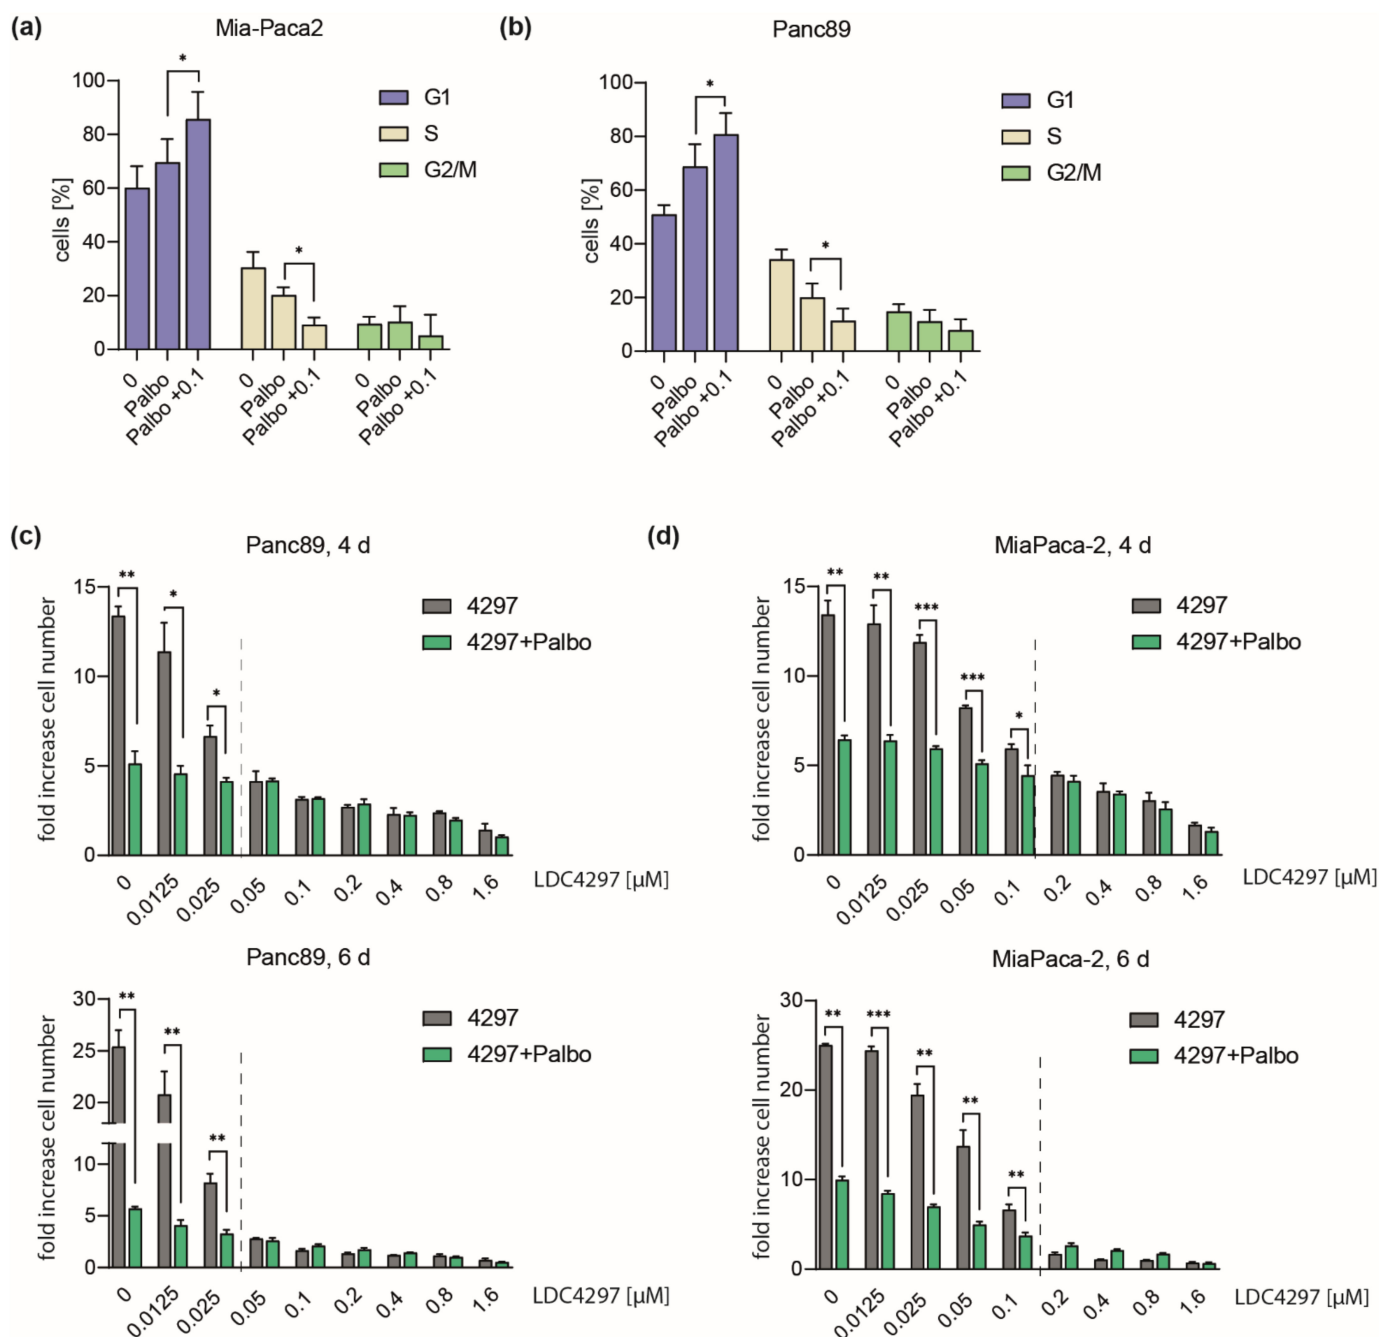 (a)
Mia-Paca2
100
80
60
40
20
0
cells [%]
*
*
G1
S
G2/M
0
Palbo
Palbo +0.1
0
Palbo
Palbo +0.1
0
Palbo
Palbo +0.1
(b)
Panc89
100
80
60
40
20
0
cells [%]
*
*
G1
S
G2/M
0
Palbo
Palbo +0.1
0
Palbo
Palbo +0.1
0
Palbo
Palbo +0.1
(c)
Panc89, 4 d
15
10
5
0
fold increase cell number
**
*
*
4297
4297+Palbo
0
0.0125
0.025
0.05
0.1
0.2
0.4
0.8
1.6
LDC4297 [μM]
Panc89, 6 d
30
25
20
10
5
0
fold increase cell number
**
**
**
4297
4297+Palbo
0
0.0125
0.025
0.05
0.1
0.2
0.4
0.8
1.6
LDC4297 [μM]
(d)
MiaPaca-2, 4 d
15
10
5
0
fold increase cell number
**
**
***
***
*
4297
4297+Palbo
0
0.0125
0.025
0.05
0.1
0.2
0.4
0.8
1.6
LDC4297 [μM]
MiaPaca-2, 6 d
30
20
10
0
fold increase cell number
**
***
**
**
**
4297
4297+Palbo
0
0.0125
0.025
0.05
0.1
0.2
0.4
0.8
1.6
LDC4297 [μM]